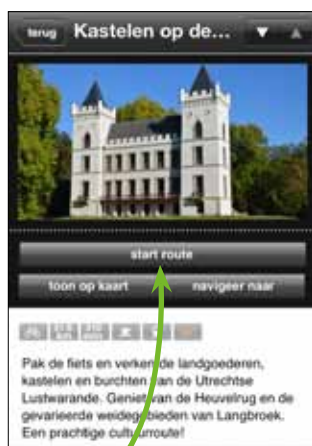 terug Kastelen op de...
start route
toon op kaart navigeer naar
Pak de fiets en verken de landgoederen,
kastelen en burchten van de Utrechtse
Lustwarande. Geniet van de Heuvelrug en de
gevarieerde weidegebieden van Langbroek.
Een prachtige cultuurroute!